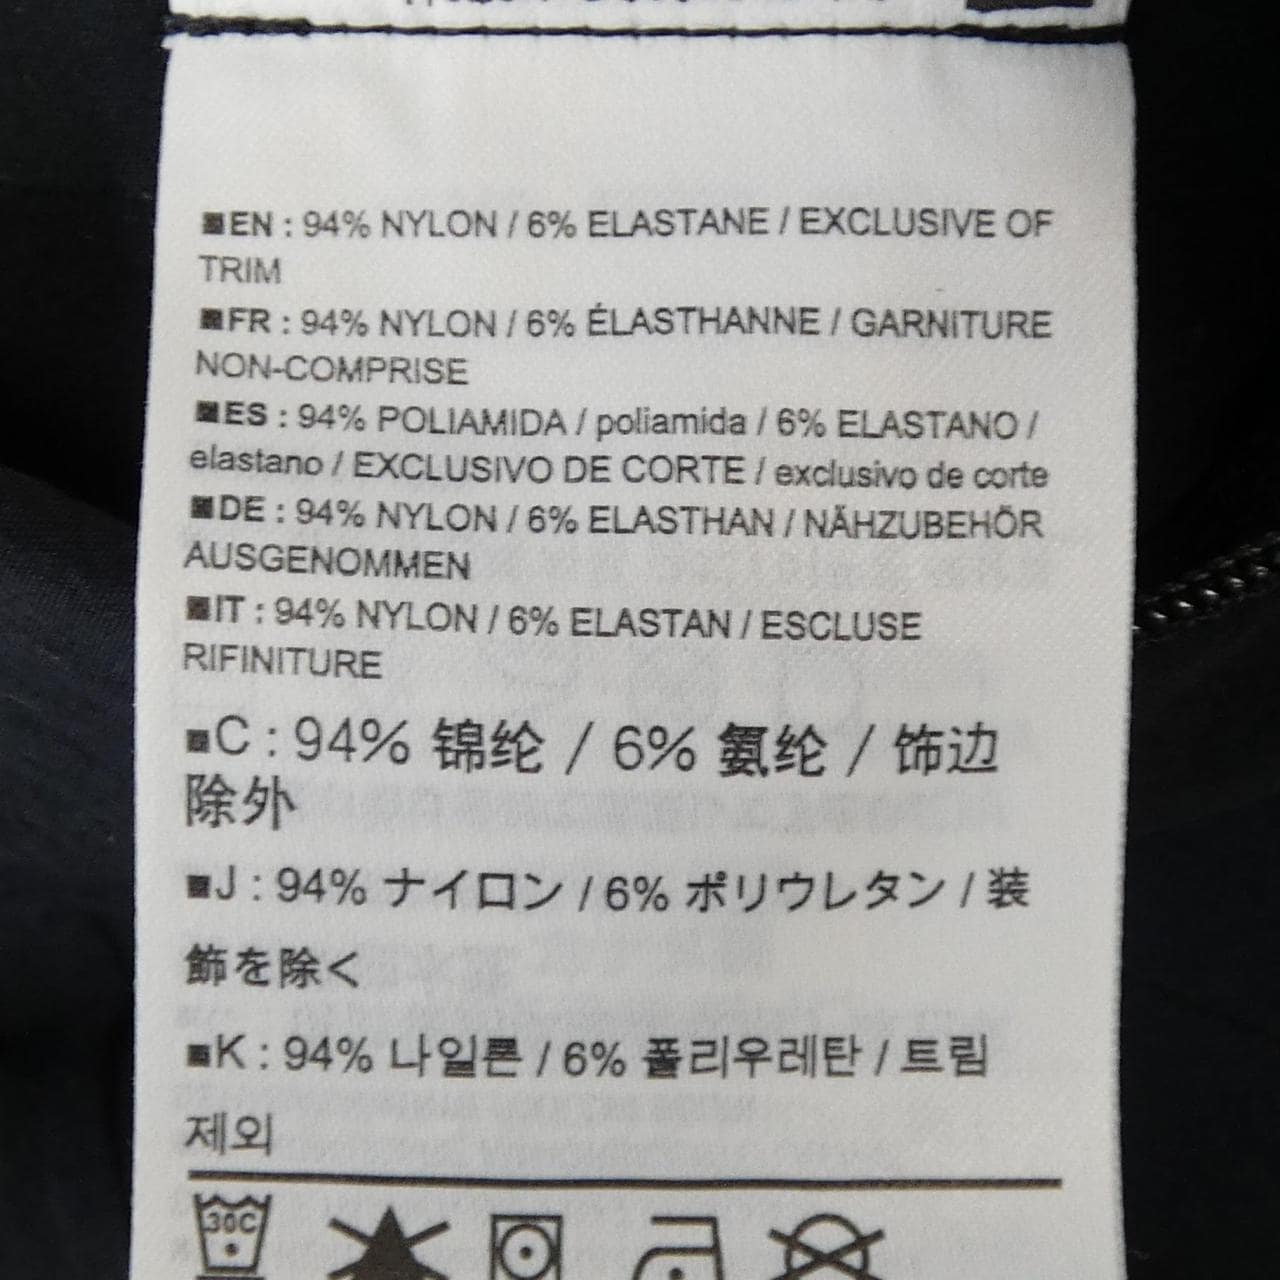 ■EN : 94% NYLON / 6% ELASTANE / EXCLUSIVE OF
TRIM
■FR : 94% NYLON / 6% ÉLASTHANNE / GARNITURE
NON-COMPRISE
■ES : 94% POLIAMIDA / poliamida / 6% ELASTANO /
elastano / EXCLUSIVO DE CORTE / exclusivo de corte
■DE : 94% NYLON / 6% ELASTHAN / NÄHZUBEHÖR
AUSGENOMMEN
■IT : 94% NYLON / 6% ELASTAN / ESCLUSE
RIFINITURE
■C : 94% 锦纶 / 6% 氨纶 / 饰边
除外
■J : 94% ナイロン / 6% ポリウレタン / 装
飾を除く
■K : 94% 나일론 / 6% 폴리우레탄 / 트림
제외
30C